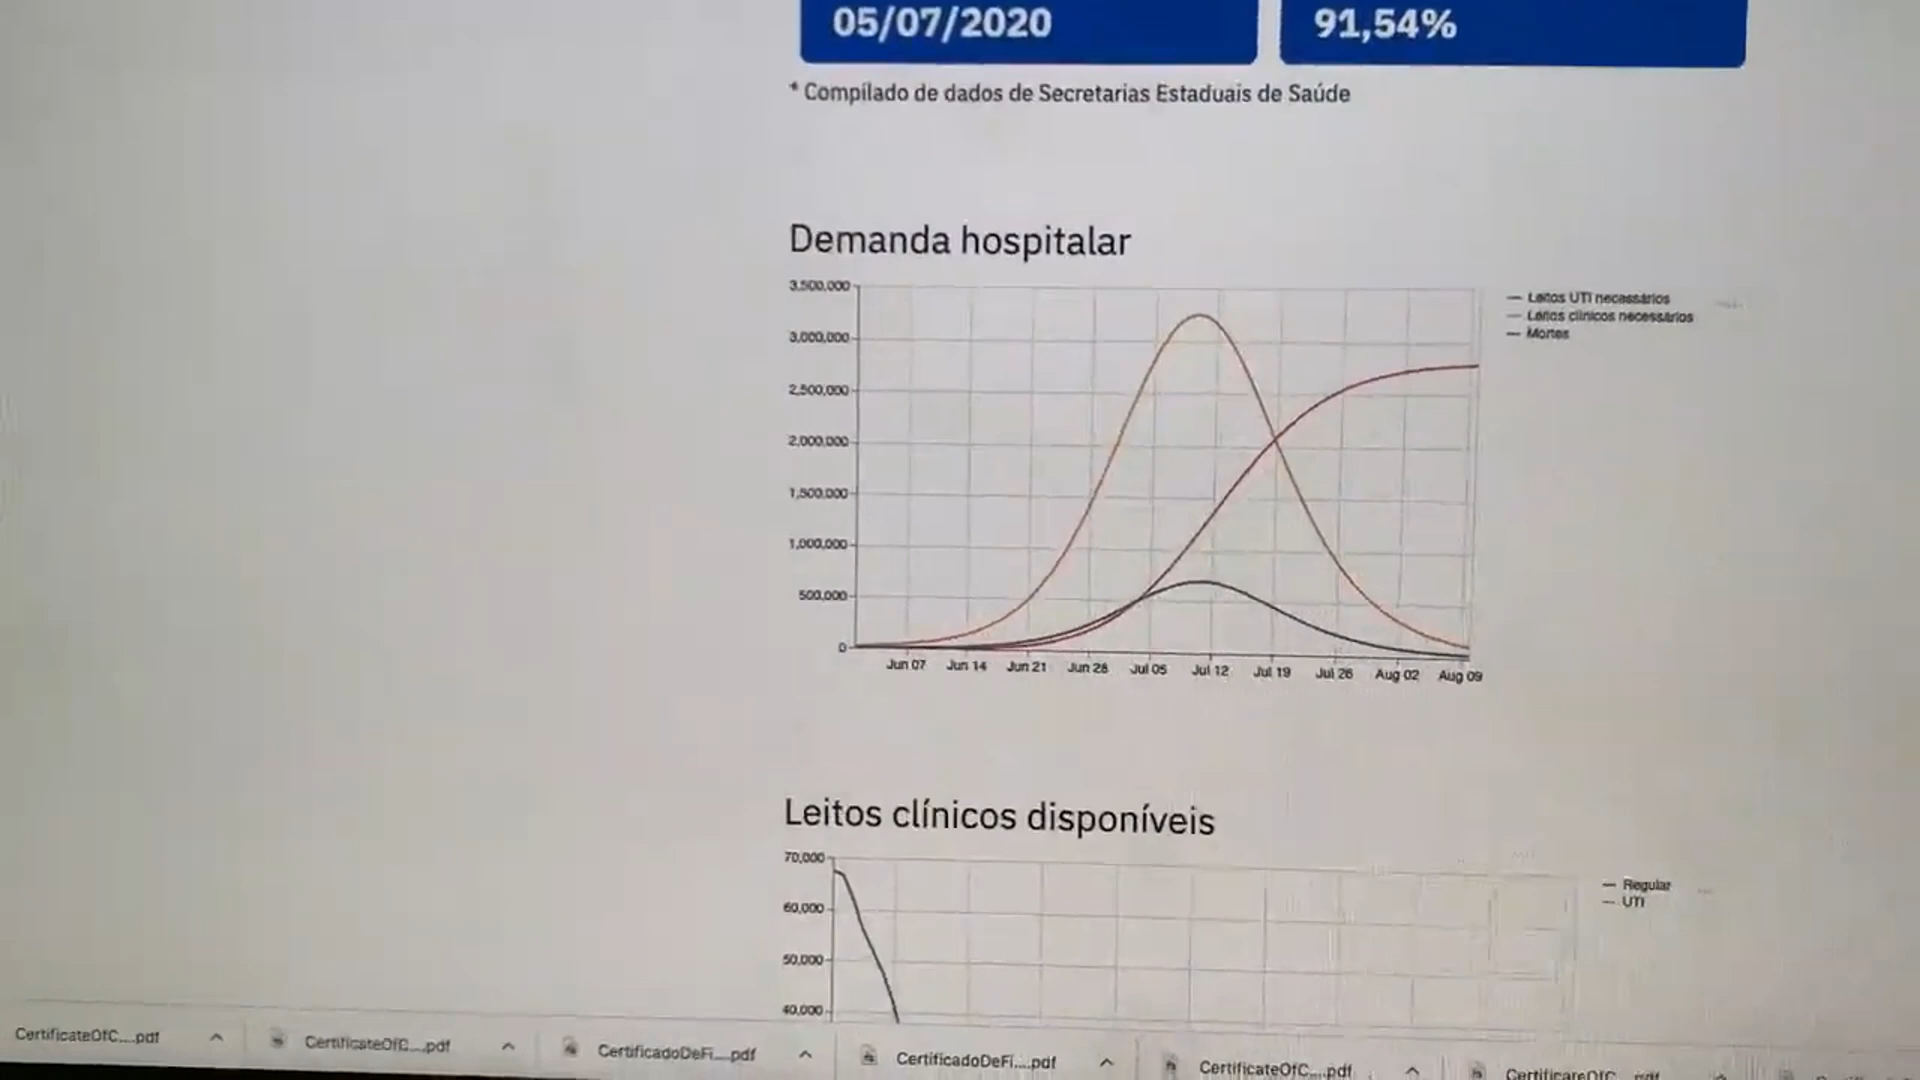 05/07/2020
91,54%
* Compilado de dados de Secretarias Estaduais de Saúde
Demanda hospitalar
3,500,000
3,000,000
2,500,000
2,000,000
1,500,000
1,000,000
500,000
0
Jun 07 Jun 14 Jun 21 Jun 28 Jul 05 Jul 12 Jul 19 Jul 26 Aug 02 Aug 09
Leitos UTI necessários
Leitos clínicos necessários
Mortes
Leitos clínicos disponíveis
70,000
60,000
50,000
40,000
Regular
UTI
CertificateOfC....pdf CertificateOfC....pdf CertificadoDeFi....pdf CertificadoDeFi....pdf CertificateOfC....pdf